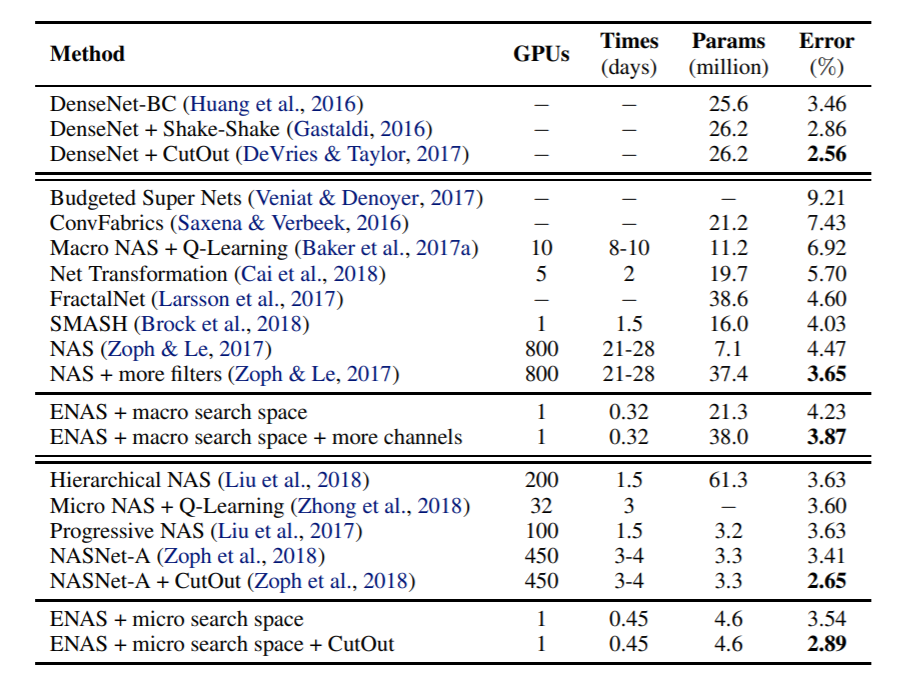 Method GPUs Times (days) Params (million) Error (%)
DenseNet-BC (Huang et al., 2016) – – 25.6 3.46
DenseNet + Shake-Shake (Gastaldi, 2016) – – 26.2 2.86
DenseNet + CutOut (DeVries & Taylor, 2017) – – 26.2 2.56
Budgeted Super Nets (Veniat & Denoyer, 2017) – – – 9.21
ConvFabrics (Saxena & Verbeek, 2016) – – 21.2 7.43
Macro NAS + Q-Learning (Baker et al., 2017a) 10 8-10 11.2 6.92
Net Transformation (Cai et al., 2018) 5 2 19.7 5.70
FractalNet (Larsson et al., 2017) – – 38.6 4.60
SMASH (Brock et al., 2018) 1 1.5 16.0 4.03
NAS (Zoph & Le, 2017) 800 21-28 7.1 4.47
NAS + more filters (Zoph & Le, 2017) 800 21-28 37.4 3.65
ENAS + macro search space 1 0.32 21.3 4.23
ENAS + macro search space + more channels 1 0.32 38.0 3.87
Hierarchical NAS (Liu et al., 2018) 200 1.5 61.3 3.63
Micro NAS + Q-Learning (Zhong et al., 2018) 32 3 – 3.60
Progressive NAS (Liu et al., 2017) 100 1.5 3.2 3.63
NASNet-A (Zoph et al., 2018) 450 3-4 3.3 3.41
NASNet-A + CutOut (Zoph et al., 2018) 450 3-4 3.3 2.65
ENAS + micro search space 1 0.45 4.6 3.54
ENAS + micro search space + CutOut 1 0.45 4.6 2.89